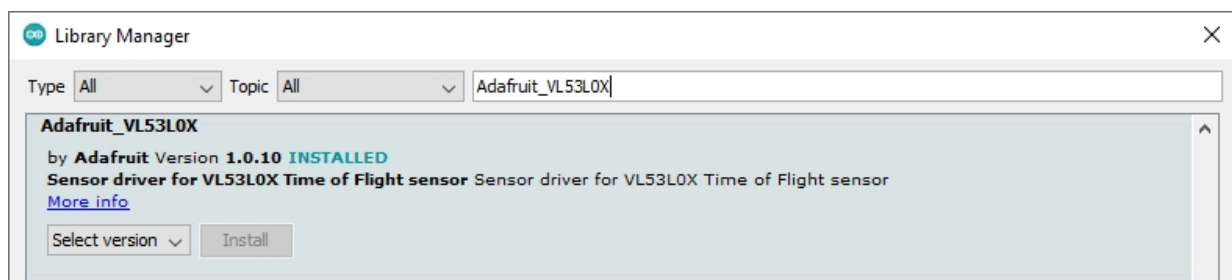 Library Manager
Type All Topic All Adafruit_VL53L0X
Adafruit_VL53L0X
by Adafruit Version 1.0.10 INSTALLED
Sensor driver for VL53L0X Time of Flight sensor Sensor driver for VL53L0X Time of Flight sensor
More info
Select version Install